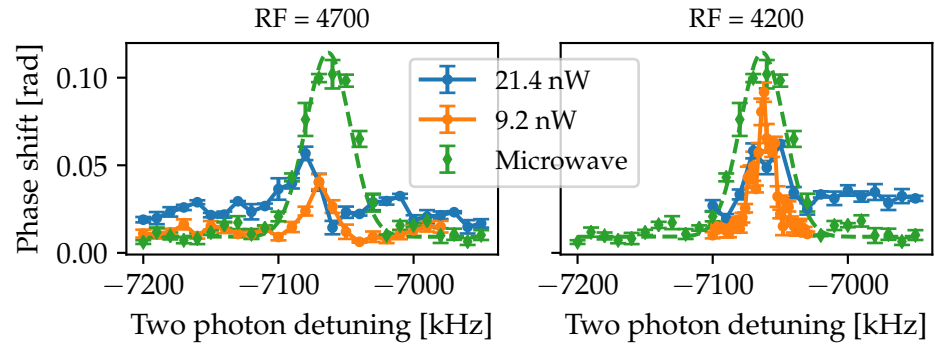 RF = 4700
RF = 4200
Phase shift [rad]
0.10
0.05
0.00
21.4 nW
9.2 nW
Microwave
−7200
−7100
−7000
−7200
−7100
−7000
Two photon detuning [kHz]
Two photon detuning [kHz]